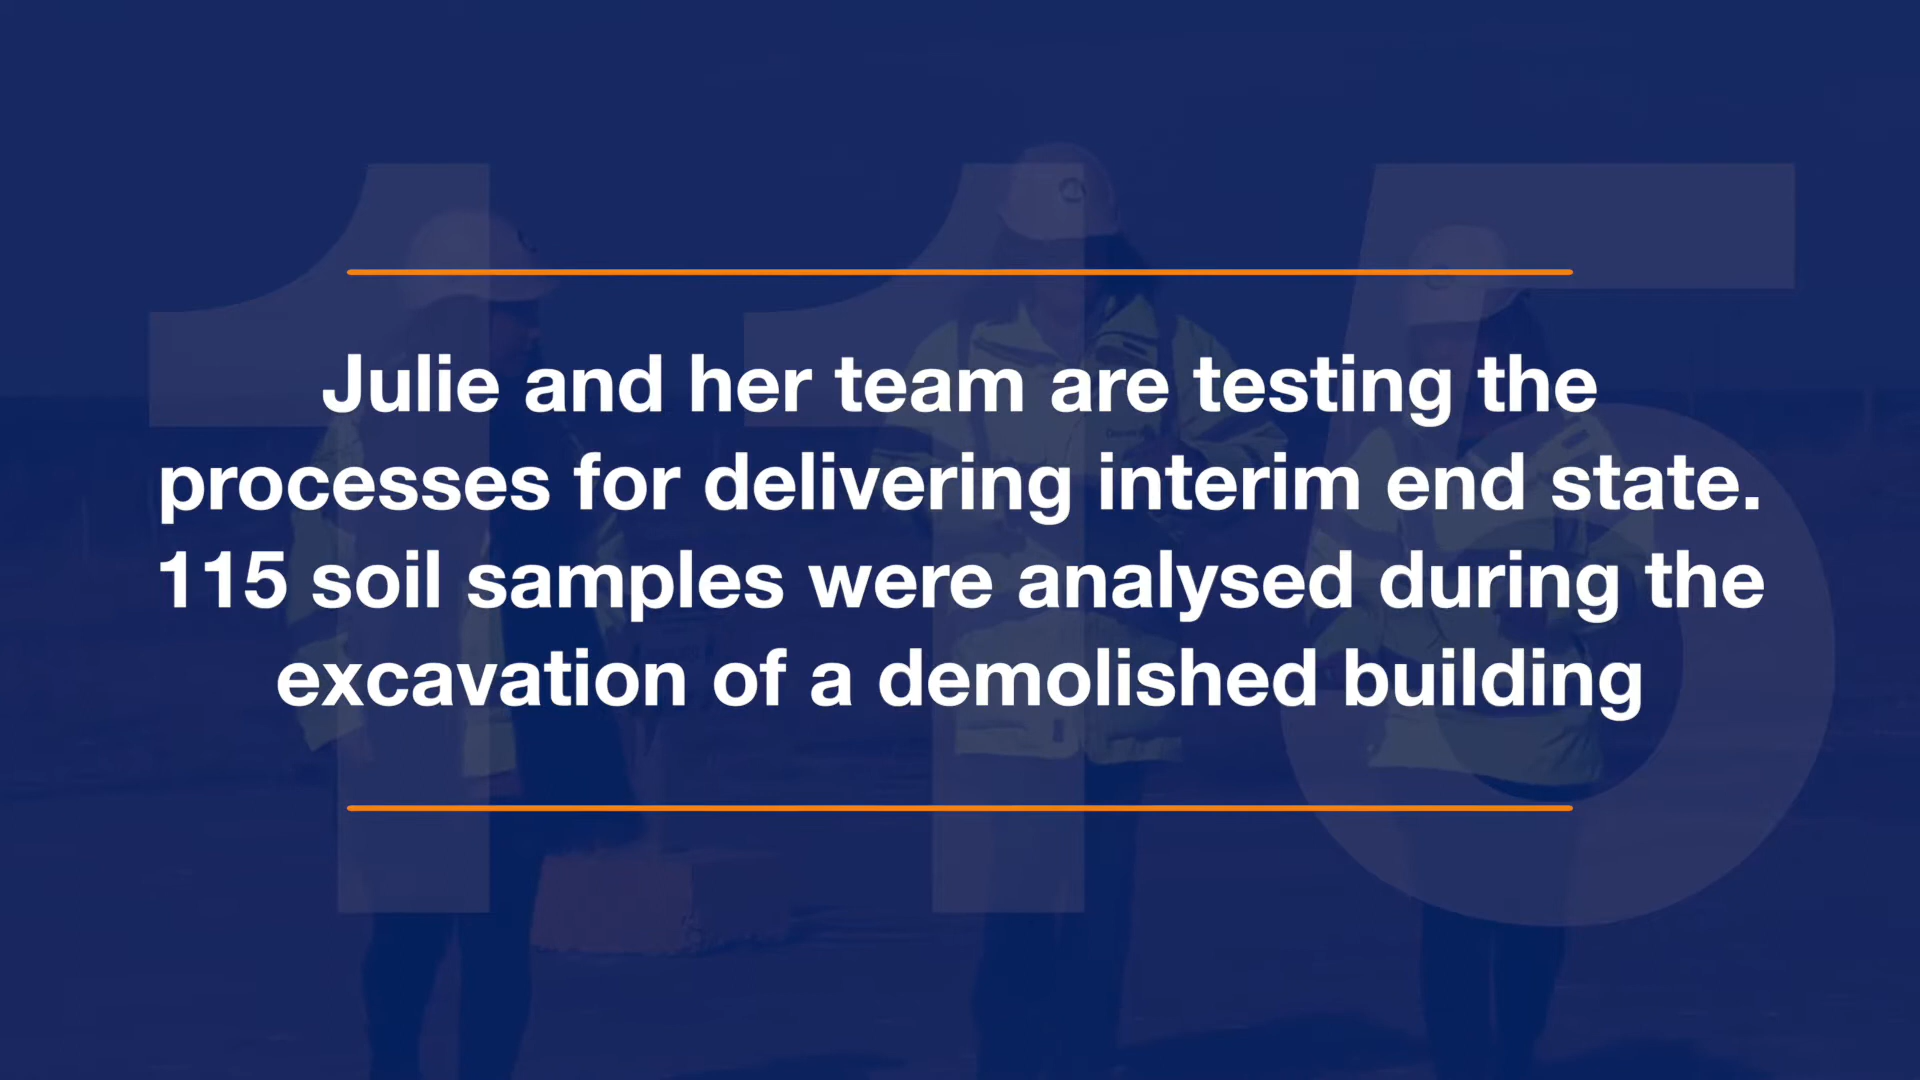 115
Julie and her team are testing the
processes for delivering interim end state.
115 soil samples were analysed during the
excavation of a demolished building